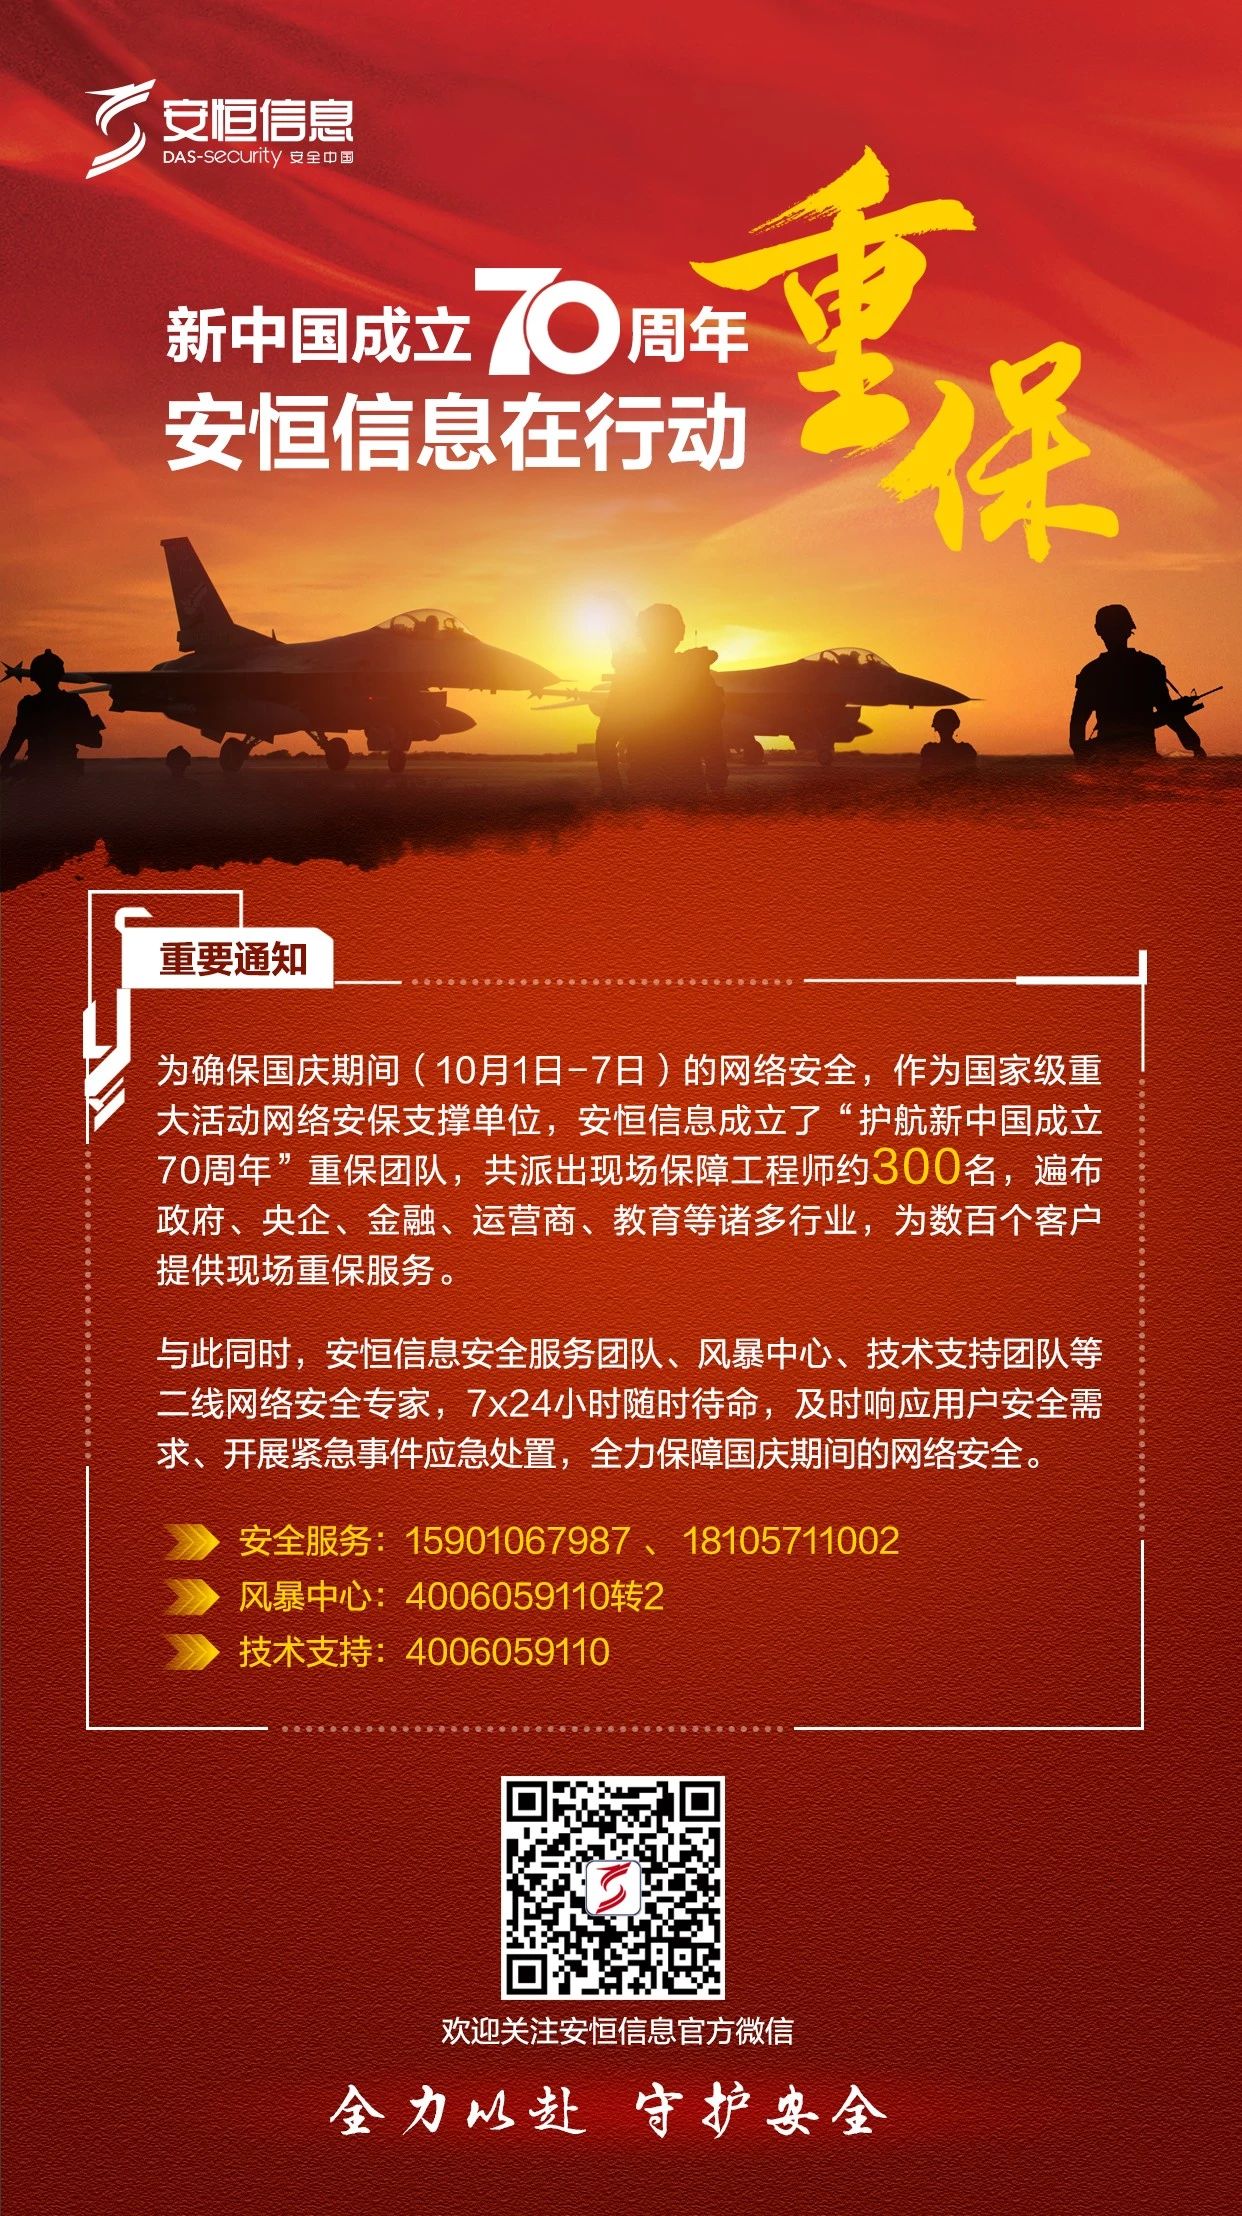 安恒信息
DAS-security 安全中国
重保
新中国成立70周年
安恒信息在行动
重要通知
为确保国庆期间（10月1日-7日）的网络安全，作为国家级重
大活动网络安保支撑单位，安恒信息成立了“护航新中国成立
70周年”重保团队，共派出现场保障工程师约300名，遍布
政府、央企、金融、运营商、教育等诸多行业，为数百个客户
提供现场重保服务。
与此同时，安恒信息安全服务团队、风暴中心、技术支持团队等
二线网络安全专家，7x24小时随时待命，及时响应用户安全需
求、开展紧急事件应急处置，全力保障国庆期间的网络安全。
安全服务：15901067987 、 18105711002
风暴中心：4006059110转2
技术支持：4006059110
欢迎关注安恒信息官方微信
全力以赴 守护安全